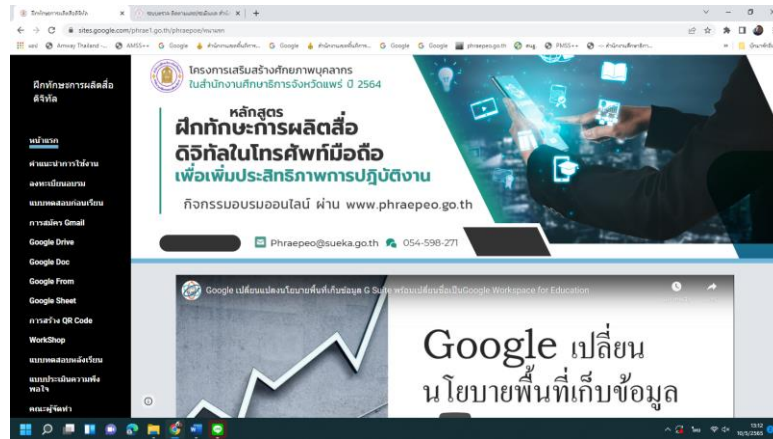 sites.google.com/phrae1.go.th/phraepoe/หน้าแรก
Amway Thailand
AMSS++
Google
Google
Google
Google
phraepeo.go.th
SMSS++
ฝึกทักษะการผลิตสื่อ
ดิจิทัล
หน้าแรก
คำแนะนำการใช้งาน
ลงทะเบียนอบรม
แบบทดสอบก่อนเรียน
การสมัคร Gmail
Google Drive
Google Doc
Google From
Google Sheet
การสร้าง QR Code
WorkShop
แบบทดสอบหลังเรียน
แบบประเมินความพึง
พอใจ
คณะผู้จัดทำ
โครงการเสริมสร้างศักยภาพบุคลากร
ในสำนักงานศึกษาธิการจังหวัดแพร่ ปี 2564
หลักสูตร
ฝึกทักษะการผลิตสื่อ
ดิจิทัลในโทรศัพท์มือถือ
เพื่อเพิ่มประสิทธิภาพการปฏิบัติงาน
กิจกรรมอบรมออนไลน์ ผ่าน www.phraepeo.go.th
Phraepeo@sueka.go.th 054-598-271
Google เปลี่ยนแปลงนโยบายพื้นที่เก็บข้อมูล G Suite พร้อมเปลี่ยนชื่อเป็นGoogle Workspace for Education
Google เปลี่ยน
นโยบายพื้นที่เก็บข้อมูล
13:12
10/5/2565